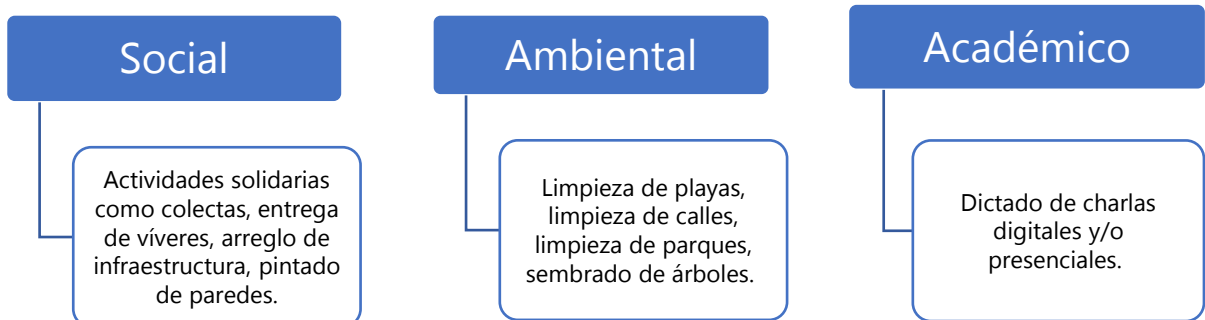 Social
Actividades solidarias
como colectas, entrega
de víveres, arreglo de
infraestructura, pintado
de paredes.
Ambiental
Limpieza de playas,
limpieza de calles,
limpieza de parques,
sembrado de árboles.
Académico
Dictado de charlas
digitales y/o
presenciales.